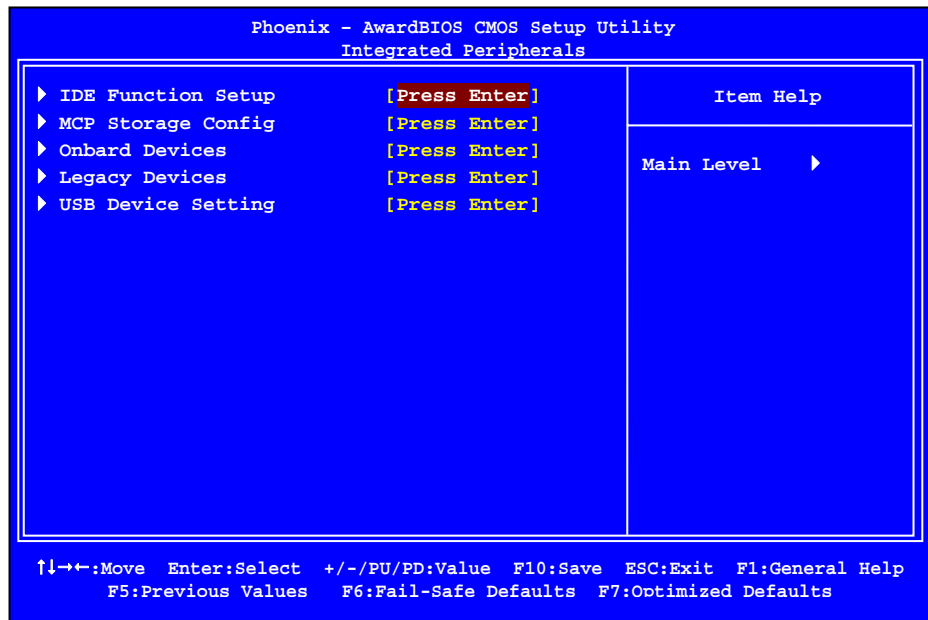 Phoenix – AwardBIOS CMOS Setup Utility
Integrated Peripherals
IDE Function Setup [Press Enter]
MCP Storage Config [Press Enter]
Onbard Devices [Press Enter]
Legacy Devices [Press Enter]
USB Device Setting [Press Enter]
Item Help
Main Level
↑↓→←:Move Enter:Select +/-/PU/PD:Value F10:Save ESC:Exit F1:General Help
F5:Previous Values F6:Fail-Safe Defaults F7:Optimized Defaults